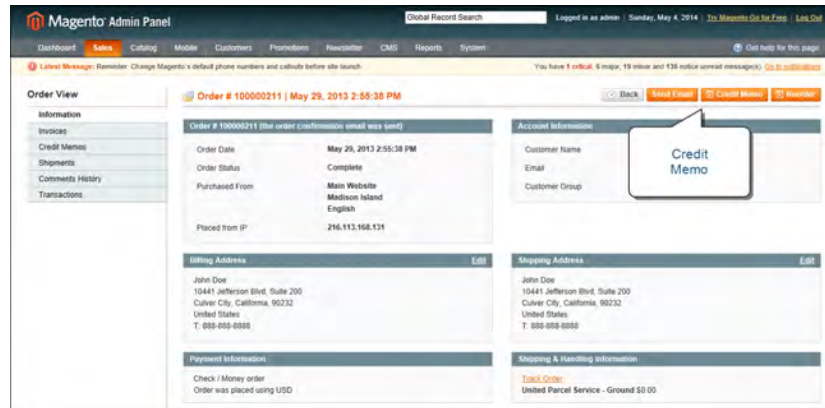 Magento Admin Panel
Global Record Search
Logged in as admin | Sunday, May 4, 2014 | Try Magento Go for Free | Log Out
Dashboard Sales Catalog Mobile Customers Promotions Newsletter CMS Reports System
Get help for this page
Latest Message: Reminder: Change Magento's default phone numbers and callouts before site launch
You have 1 critical, 6 major, 19 minor and 136 notice unread message(s). Go to notifications
Order View
Order # 100000211 | May 29, 2013 2:55:38 PM
Back Send Email Credit Memo Reorder
Information
Invoices
Credit Memos
Shipments
Comments History
Transactions
Order # 100000211 (the order confirmation email was sent)
Order Date May 29, 2013 2:55:38 PM
Order Status Complete
Purchased From Main Website
Madison Island
English
Placed from IP 216.113.168.131
Account Information
Customer Name
Email
Customer Group
Credit
Memo
Billing Address Edit
John Doe
10441 Jefferson Blvd, Suite 200
Culver City, California, 90232
United States
T: 888-888-8888
Shipping Address Edit
John Doe
10441 Jefferson Blvd, Suite 200
Culver City, California, 90232
United States
T: 888-888-8888
Payment Information
Check / Money order
Order was placed using USD
Shipping & Handling Information
Track Order
United Parcel Service - Ground $0.00